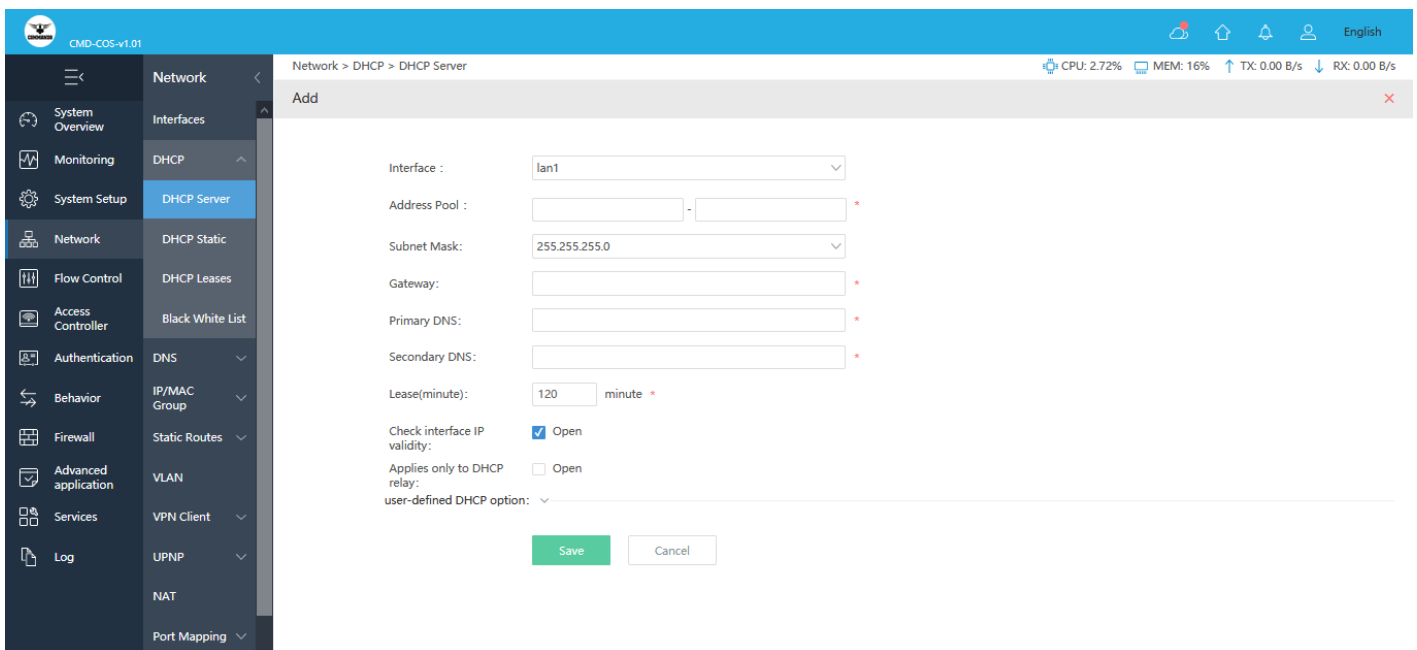 COMMANDO
CMD-COS-v1.01
English
Network
Network > DHCP > DHCP Server
CPU: 2.72%
MEM: 16%
TX: 0.00 B/s
RX: 0.00 B/s
Add
System
Overview
Monitoring
System Setup
Network
Flow Control
Access
Controller
Authentication
Behavior
Firewall
Advanced
application
Services
Log
Interfaces
DHCP
DHCP Server
DHCP Static
DHCP Leases
Black White List
DNS
IP/MAC
Group
Static Routes
VLAN
VPN Client
UPNP
NAT
Port Mapping
Interface : lan1
Address Pool : - *
Subnet Mask: 255.255.255.0
Gateway: *
Primary DNS: *
Secondary DNS: *
Lease(minute): 120 minute *
Check interface IP
validity: Open
Applies only to DHCP
relay: Open
user-defined DHCP option:
Save Cancel